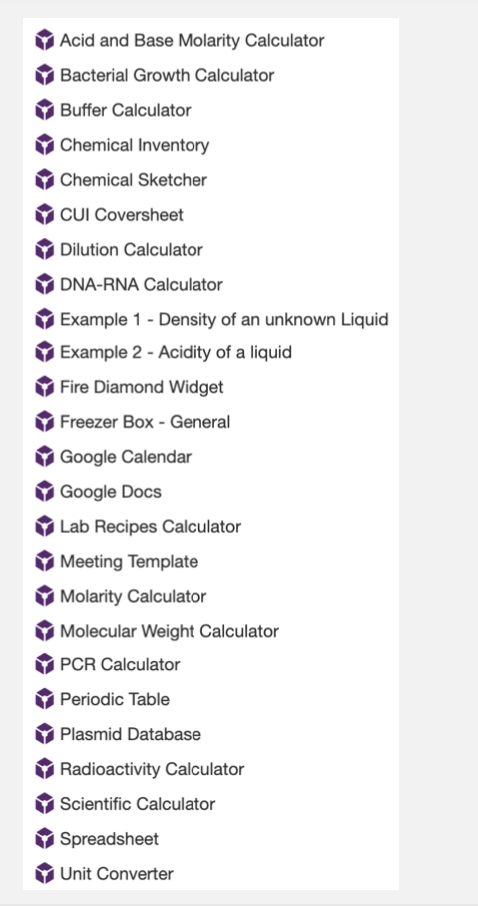 Acid and Base Molarity Calculator
Bacterial Growth Calculator
Buffer Calculator
Chemical Inventory
Chemical Sketcher
CUI Coversheet
Dilution Calculator
DNA-RNA Calculator
Example 1 - Density of an unknown Liquid
Example 2 - Acidity of a liquid
Fire Diamond Widget
Freezer Box - General
Google Calendar
Google Docs
Lab Recipes Calculator
Meeting Template
Molarity Calculator
Molecular Weight Calculator
PCR Calculator
Periodic Table
Plasmid Database
Radioactivity Calculator
Scientific Calculator
Spreadsheet
Unit Converter